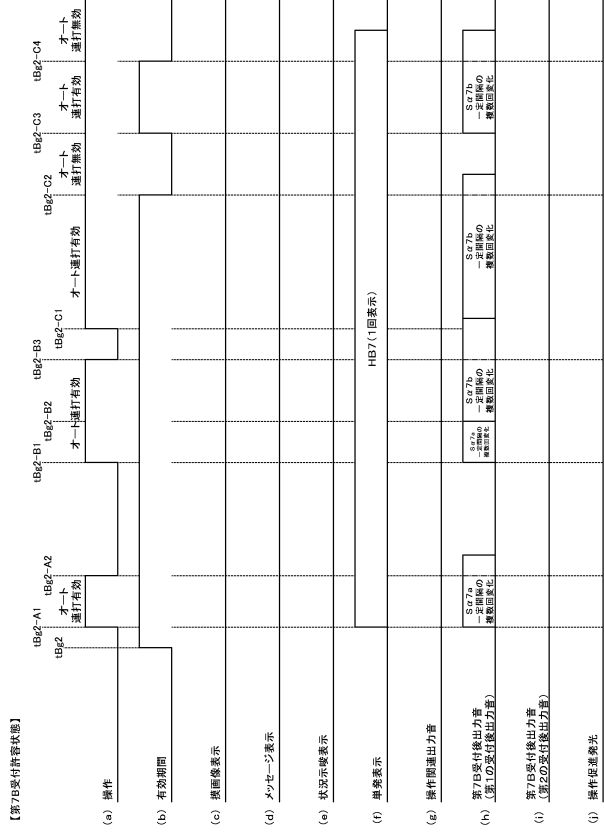 【第7B受付許容状態】
tBg2
tBg2-A1
tBg2-A2
tBg2-B1
tBg2-B2
tBg2-B3
tBg2-C1
tBg2-C2
tBg2-C3
tBg2-C4
(a) 操作
オート
連打有効
オート連打有効
オート連打有効
オート
連打無効
オート
連打有効
オート
連打無効
(b) 有効期間
(c) 摸画像表示
(d) メッセージ表示
(e) 状況示唆表示
(f) 単発表示
HB7(1回表示)
(g) 操作関連出力音
(h) 第7B受付後出力音
(第1の受付後出力音)
Sα7a
一定間隔の
複数回変化
Sα7a
一定間隔の
複数回変化
Sα7b
一定間隔の
複数回変化
Sα7b
一定間隔の
複数回変化
Sα7b
一定間隔の
複数回変化
(i) 第7B受付後出力音
(第2の受付後出力音)
(j) 操作促進発光